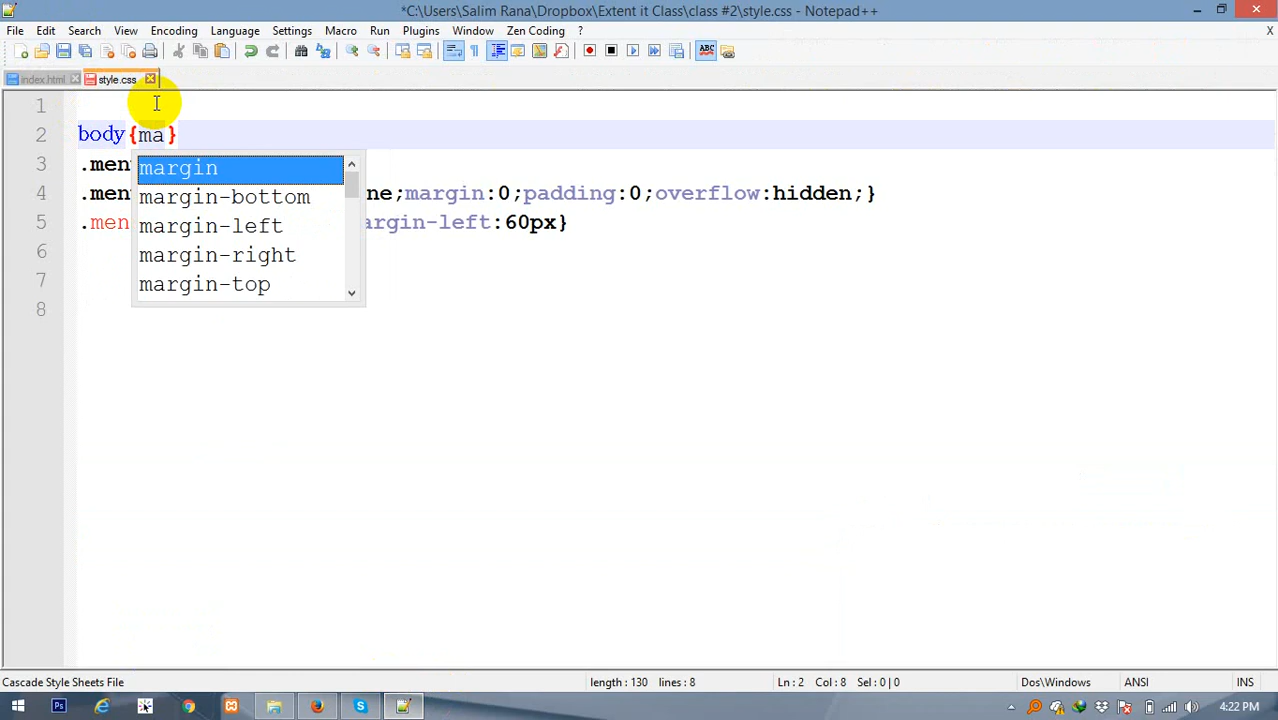 *C:\Users\Salim Rana\Dropbox\Extent it Class\class #2\style.css - Notepad++
File Edit Search View Encoding Language Settings Macro Run Plugins Window Zen Coding ? X
index.html style.css
1
2 body{ma}
3 .men
4 .men ne;margin:0;padding:0;overflow:hidden;}
5 .men argin-left:60px}
6
7
8
margin
margin-bottom
margin-left
margin-right
margin-top
Cascade Style Sheets File length : 130 lines : 8 Ln : 2 Col : 8 Sel : 0 | 0 Dos\Windows ANSI INS
4:22 PM